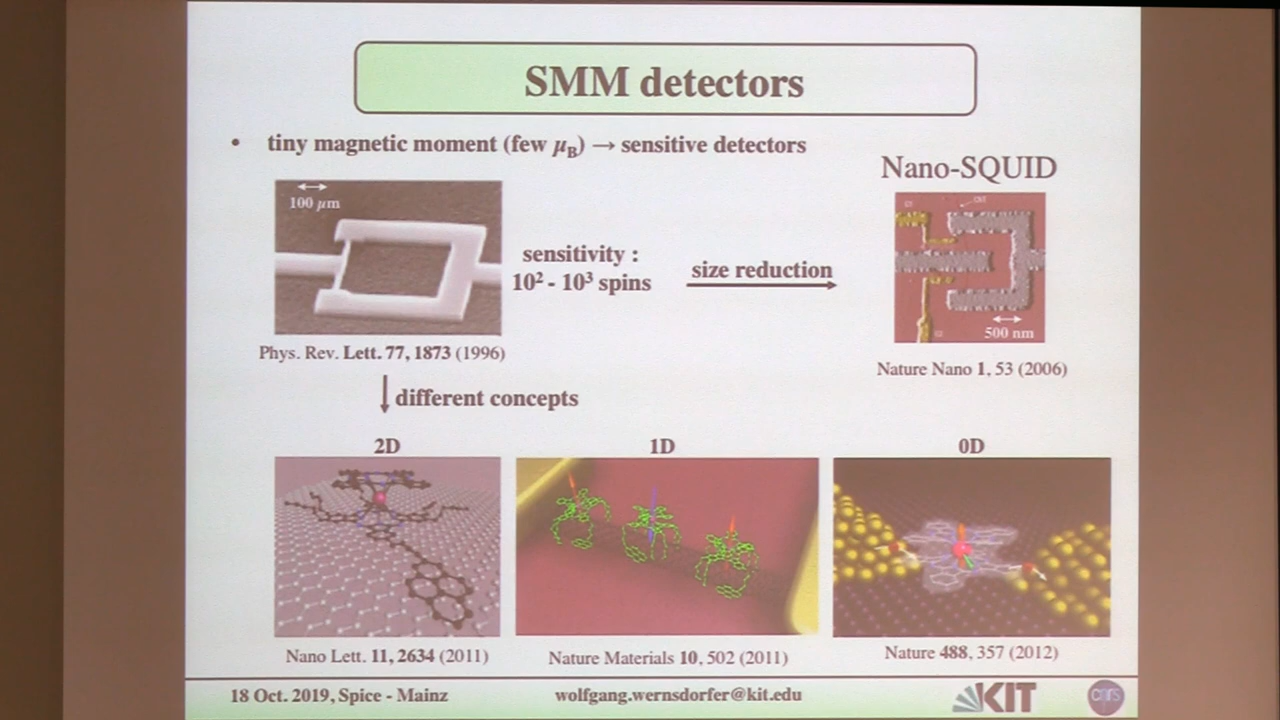 SMM detectors
• tiny magnetic moment (few μB) → sensitive detectors
Nano-SQUID
100 μm
sensitivity :
10² - 10³ spins
size reduction
500 nm
Phys. Rev. Lett. 77, 1873 (1996)
Nature Nano 1, 53 (2006)
different concepts
2D
1D
0D
Nano Lett. 11, 2634 (2011)
Nature Materials 10, 502 (2011)
Nature 488, 357 (2012)
18 Oct. 2019, Spice - Mainz
wolfgang.wernsdorfer@kit.edu
KIT
cnrs